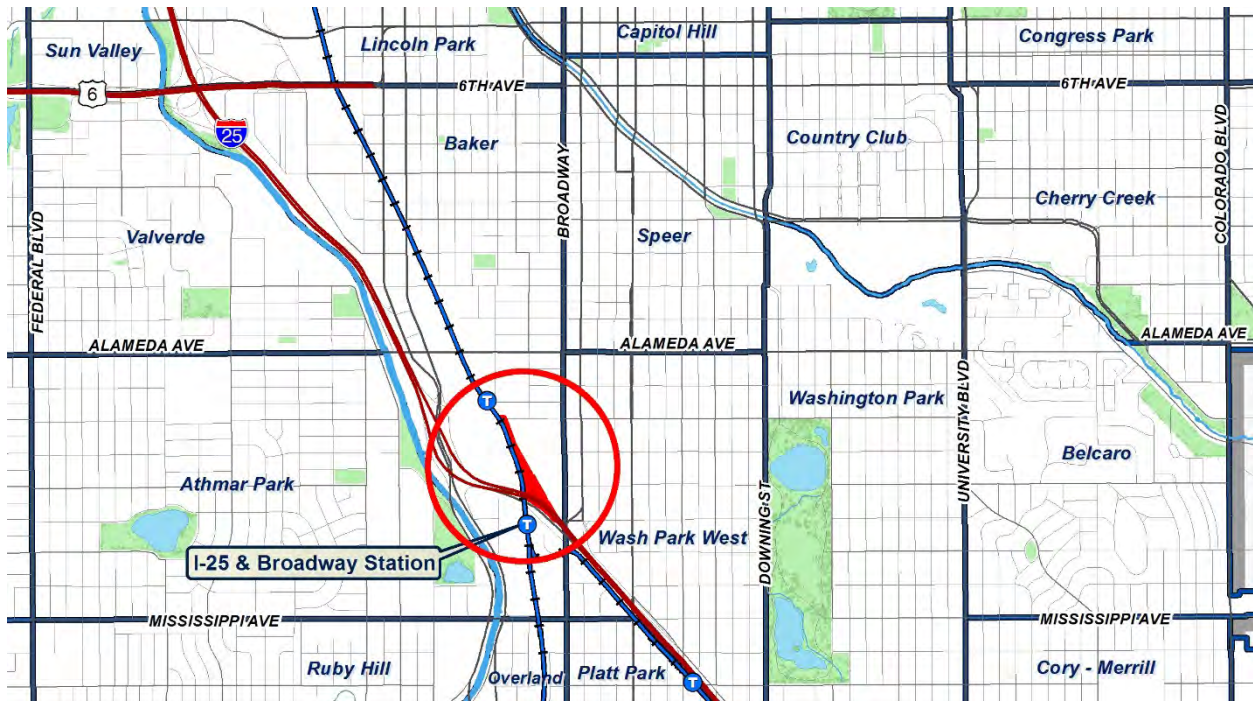 Sun Valley
Lincoln Park
Capitol Hill
Congress Park
6
6TH AVE
6TH AVE
25
Baker
Country Club
BROADWAY
Cherry Creek
COLORADO BLVD
Valverde
Speer
FEDERAL BLVD
ALAMEDA AVE
ALAMEDA AVE
ALAMEDA AVE
T
Washington Park
UNIVERSITY BLVD
Belcaro
Athmar Park
T
Wash Park West
DOWNING ST
I-25 & Broadway Station
MISSISSIPPI AVE
MISSISSIPPI AVE
Ruby Hill
Overland
Platt Park
T
Cory - Merrill